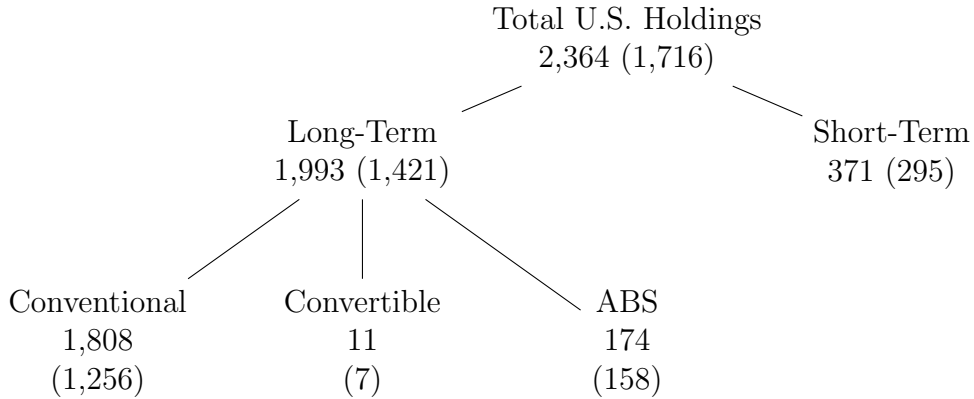 Total U.S. Holdings
2,364 (1,716)
Long-Term
1,993 (1,421)
Short-Term
371 (295)
Conventional
1,808
(1,256)
Convertible
11
(7)
ABS
174
(158)